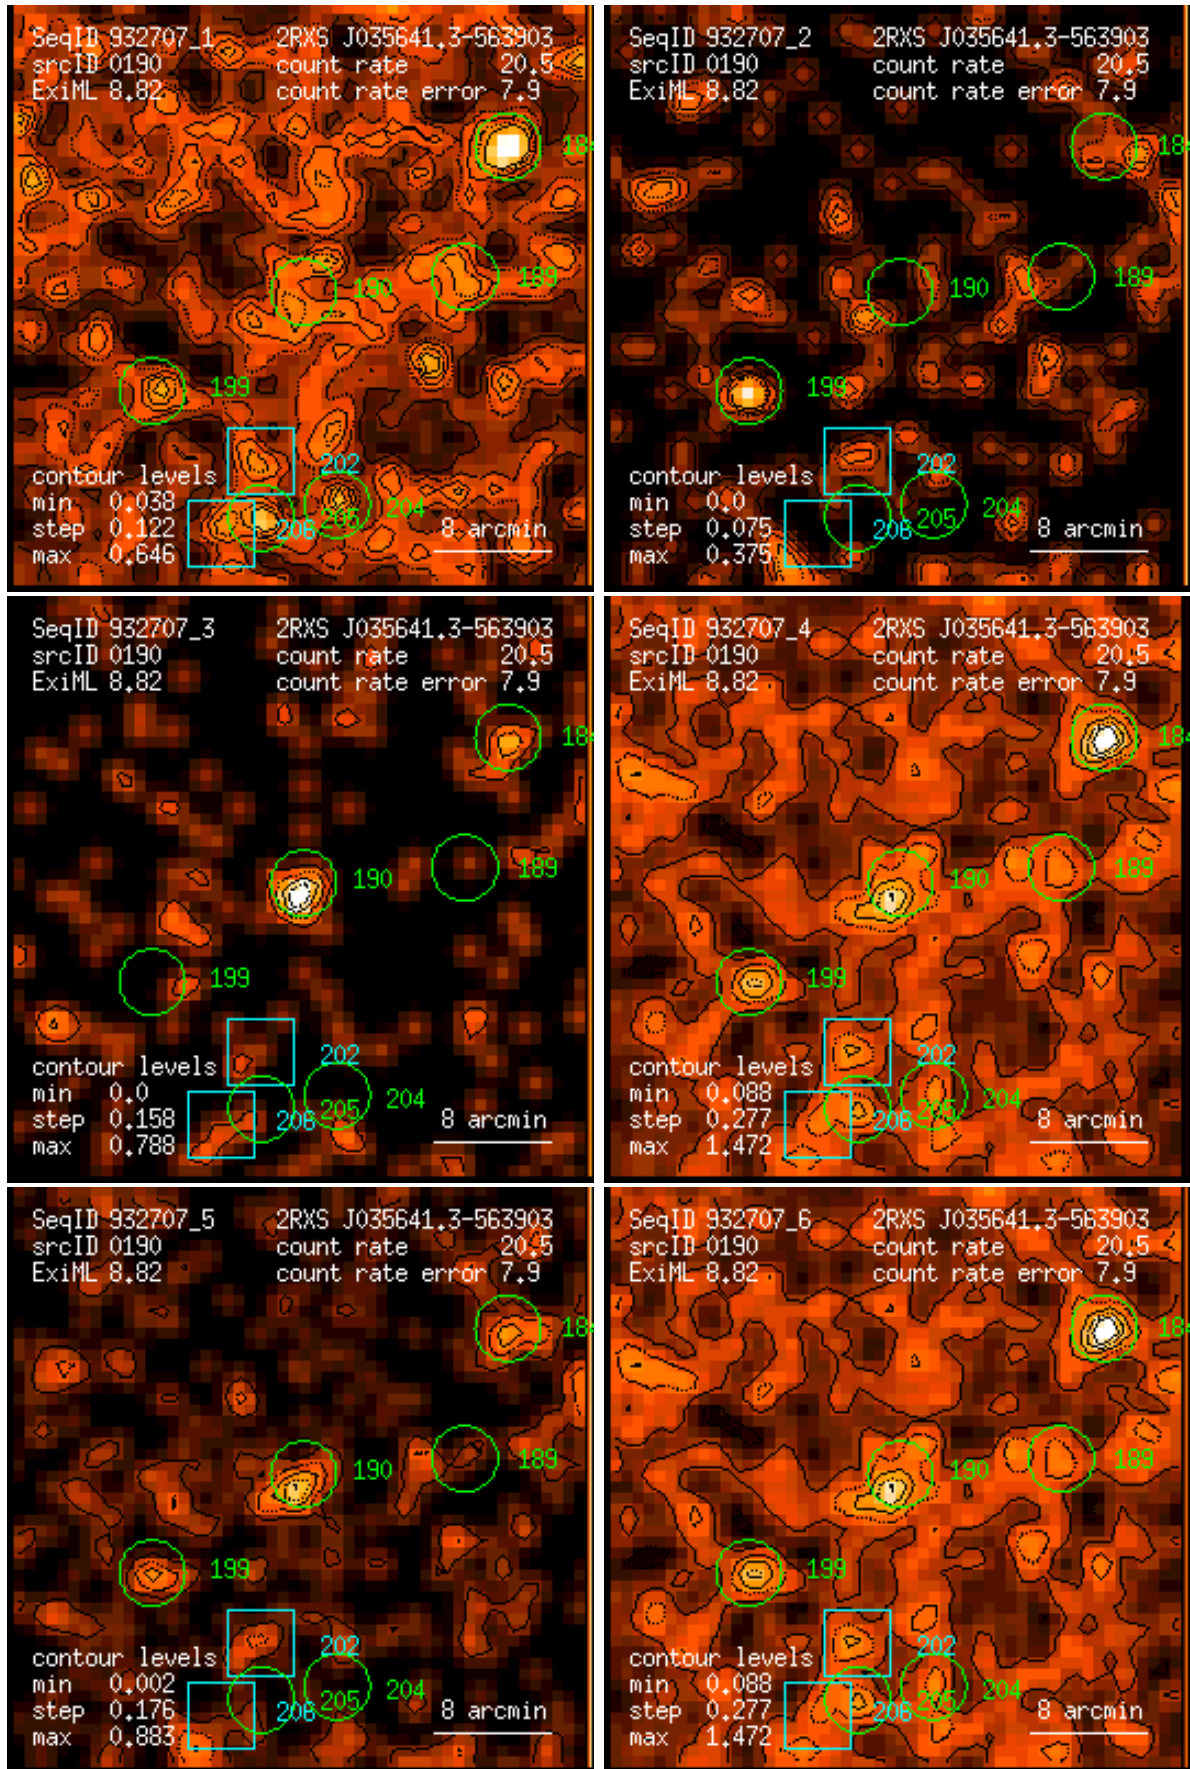 SeqID 932707_1 2RXS J035641.3-563903
srcID 0190 count rate 20.5
ExiML 8.82 count rate error 7.9
184
190
189
199
202
204
205
206
contour levels
min 0.038
step 0.122
max 0.646
8 arcmin
SeqID 932707_2 2RXS J035641.3-563903
srcID 0190 count rate 20.5
ExiML 8.82 count rate error 7.9
184
190
189
199
202
204
205
206
contour levels
min 0.0
step 0.075
max 0.375
8 arcmin
SeqID 932707_3 2RXS J035641.3-563903
srcID 0190 count rate 20.5
ExiML 8.82 count rate error 7.9
184
190
189
199
202
204
205
206
contour levels
min 0.0
step 0.158
max 0.788
8 arcmin
SeqID 932707_4 2RXS J035641.3-563903
srcID 0190 count rate 20.5
ExiML 8.82 count rate error 7.9
184
190
189
199
202
204
205
206
contour levels
min 0.088
step 0.277
max 1.472
8 arcmin
SeqID 932707_5 2RXS J035641.3-563903
srcID 0190 count rate 20.5
ExiML 8.82 count rate error 7.9
184
190
189
199
202
204
205
206
contour levels
min 0.002
step 0.176
max 0.883
8 arcmin
SeqID 932707_6 2RXS J035641.3-563903
srcID 0190 count rate 20.5
ExiML 8.82 count rate error 7.9
184
190
189
199
202
204
205
206
contour levels
min 0.088
step 0.277
max 1.472
8 arcmin